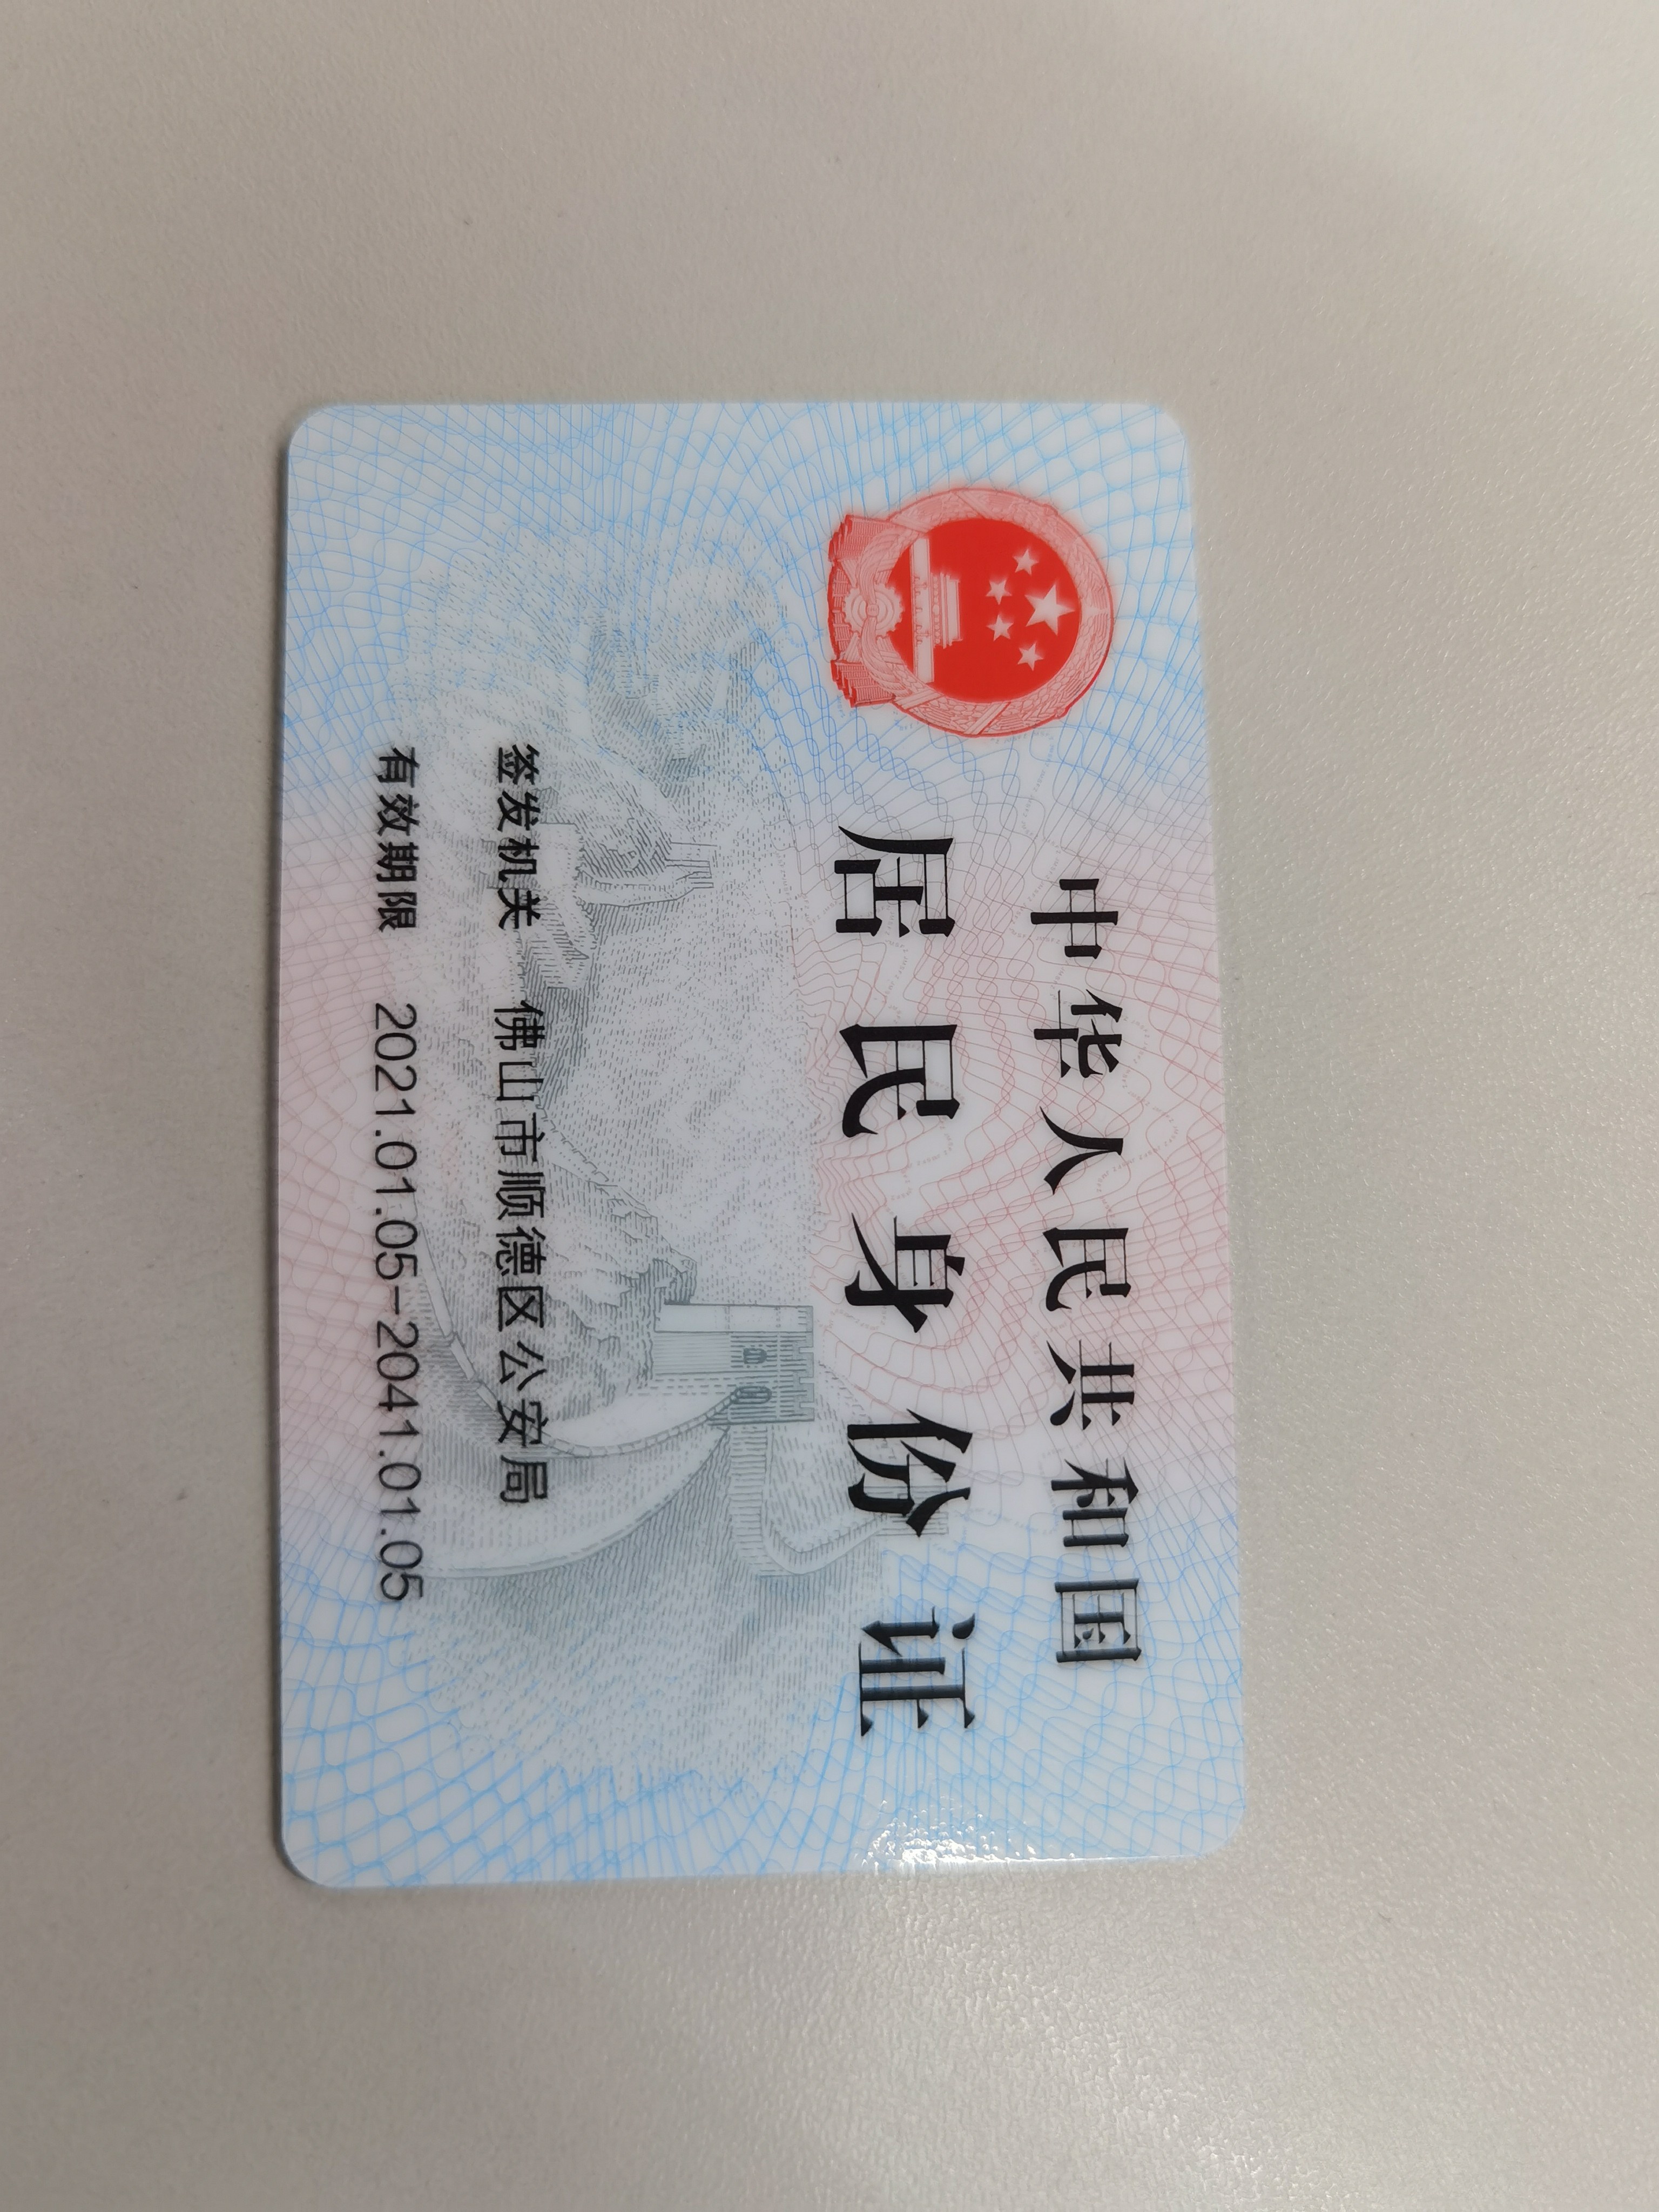 中华人民共和国
居民身份证
签发机关 佛山市顺德区公安局
有效期限 2021.01.05-2041.01.05